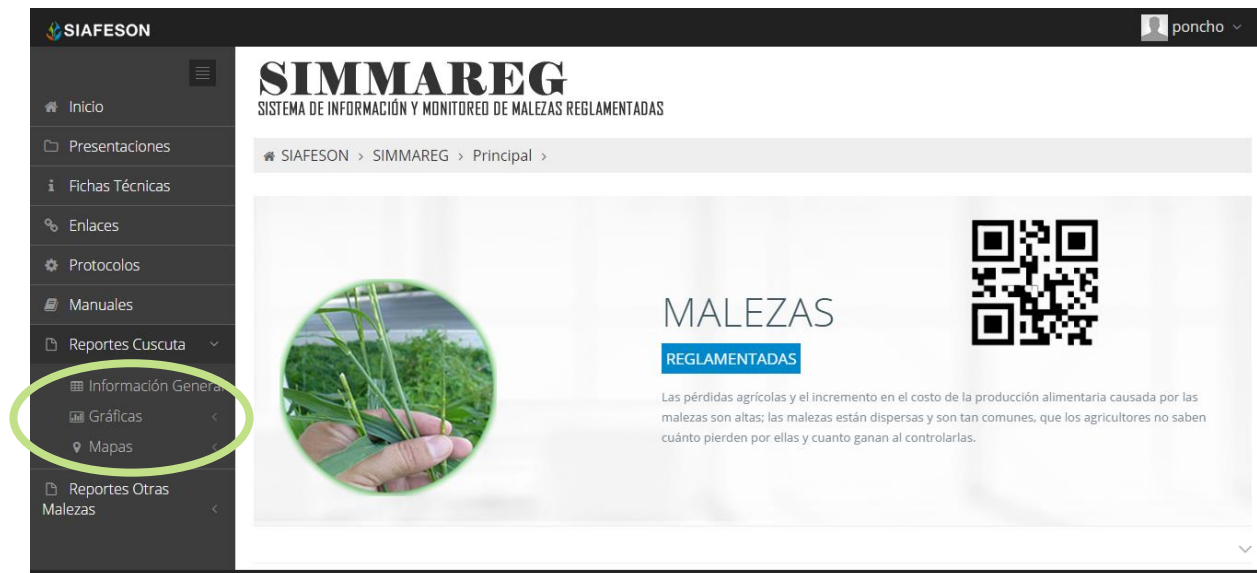 SIAFESON
poncho
Inicio
Presentaciones
Fichas Técnicas
Enlaces
Protocolos
Manuales
Reportes Cuscuta
Información General
Gráficas
Mapas
Reportes Otras
Malezas
SIMMAREG
SISTEMA DE INFORMACIÓN Y MONITOREO DE MALEZAS REGLAMENTADAS
SIAFESON > SIMMAREG > Principal >
MALEZAS
REGLAMENTADAS
Las pérdidas agrícolas y el incremento en el costo de la producción alimentaria causada por las
malezas son altas; las malezas están dispersas y son tan comunes, que los agricultores no saben
cuánto pierden por ellas y cuanto ganan al controlarlas.